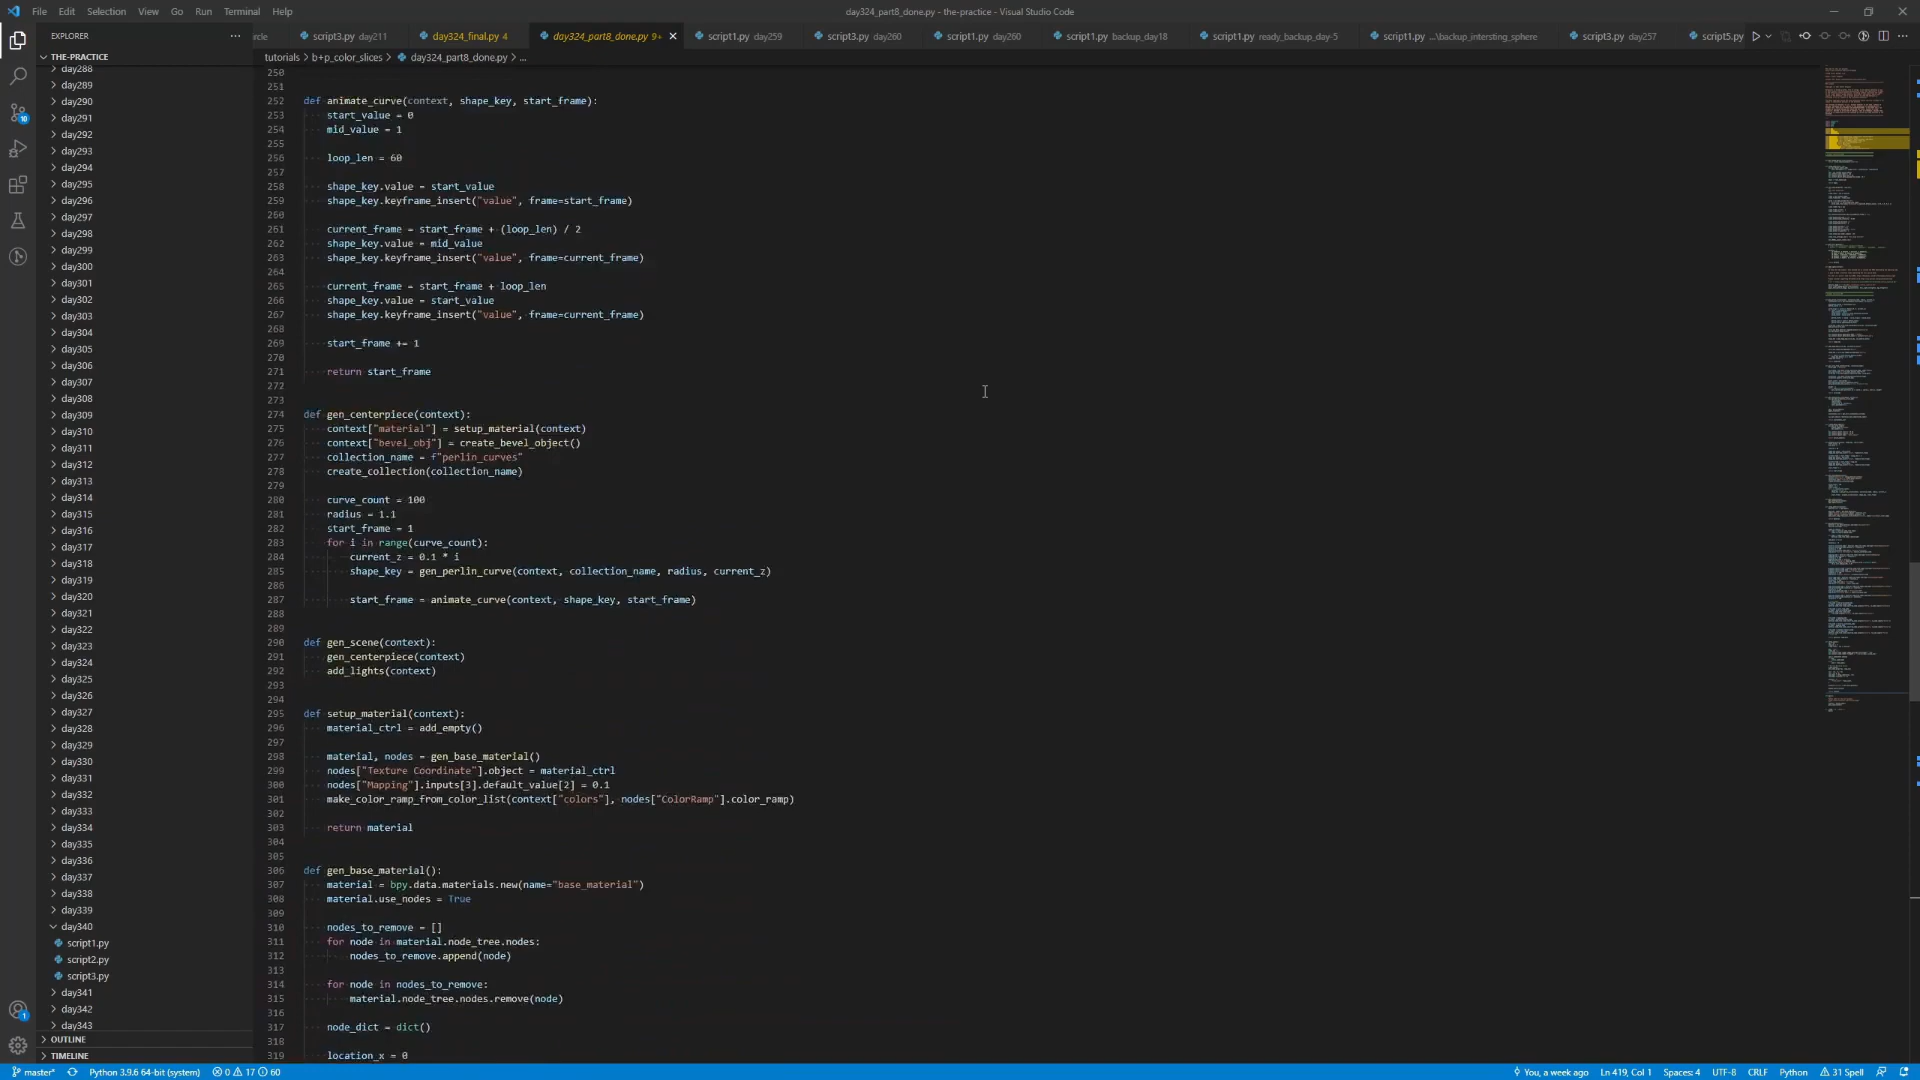 File Edit Selection View Go Run Terminal Help
day324_part8_done.py - the-practice - Visual Studio Code
EXPLORER
THE-PRACTICE
day288
day289
day290
day291
day292
day293
day294
day295
day296
day297
day298
day299
day300
day301
day302
day303
day304
day305
day306
day307
day308
day309
day310
day311
day312
day313
day314
day315
day316
day317
day318
day319
day320
day321
day322
day323
day324
day325
day326
day327
day328
day329
day330
day331
day332
day333
day334
day335
day336
day337
day338
day339
day340
script1.py
script2.py
script3.py
day341
day342
day343
OUTLINE
TIMELINE
rcle script3.py day211 day324_final.py 4 day324_part8_done.py 9+ script1.py day259 script3.py day260 script1.py day260 script1.py backup_day18 script1.py ready_backup_day-5 script1.py ...\backup_intersting_sphere script3.py day257 script5.py
tutorials > b+p_color_slices > day324_part8_done.py > ...
250
251
252 def animate_curve(context, shape_key, start_frame):
253 start_value = 0
254 mid_value = 1
255
256 loop_len = 60
257
258 shape_key.value = start_value
259 shape_key.keyframe_insert("value", frame=start_frame)
260
261 current_frame = start_frame + (loop_len) / 2
262 shape_key.value = mid_value
263 shape_key.keyframe_insert("value", frame=current_frame)
264
265 current_frame = start_frame + loop_len
266 shape_key.value = start_value
267 shape_key.keyframe_insert("value", frame=current_frame)
268
269 start_frame += 1
270
271 return start_frame
272
273
274 def gen_centerpiece(context):
275 context["material"] = setup_material(context)
276 context["bevel_obj"] = create_bevel_object()
277 collection_name = f"perlin_curves"
278 create_collection(collection_name)
279
280 curve_count = 100
281 radius = 1.1
282 start_frame = 1
283 for i in range(curve_count):
284 current_z = 0.1 * i
285 shape_key = gen_perlin_curve(context, collection_name, radius, current_z)
286
287 start_frame = animate_curve(context, shape_key, start_frame)
288
289
290 def gen_scene(context):
291 gen_centerpiece(context)
292 add_lights(context)
293
294
295 def setup_material(context):
296 material_ctrl = add_empty()
297
298 material, nodes = gen_base_material()
299 nodes["Texture Coordinate"].object = material_ctrl
300 nodes["Mapping"].inputs[3].default_value[2] = 0.1
301 make_color_ramp_from_color_list(context["colors"], nodes["ColorRamp"].color_ramp)
302
303 return material
304
305
306 def gen_base_material():
307 material = bpy.data.materials.new(name="base_material")
308 material.use_nodes = True
309
310 nodes_to_remove = []
311 for node in material.node_tree.nodes:
312 nodes_to_remove.append(node)
313
314 for node in nodes_to_remove:
315 material.node_tree.nodes.remove(node)
316
317 node_dict = dict()
318
319 location_x = 0
10
1
master* Python 3.9.6 64-bit (system) 0 17 60 You, a week ago Ln 419, Col 1 Spaces: 4 UTF-8 CRLF Python 31 Spell